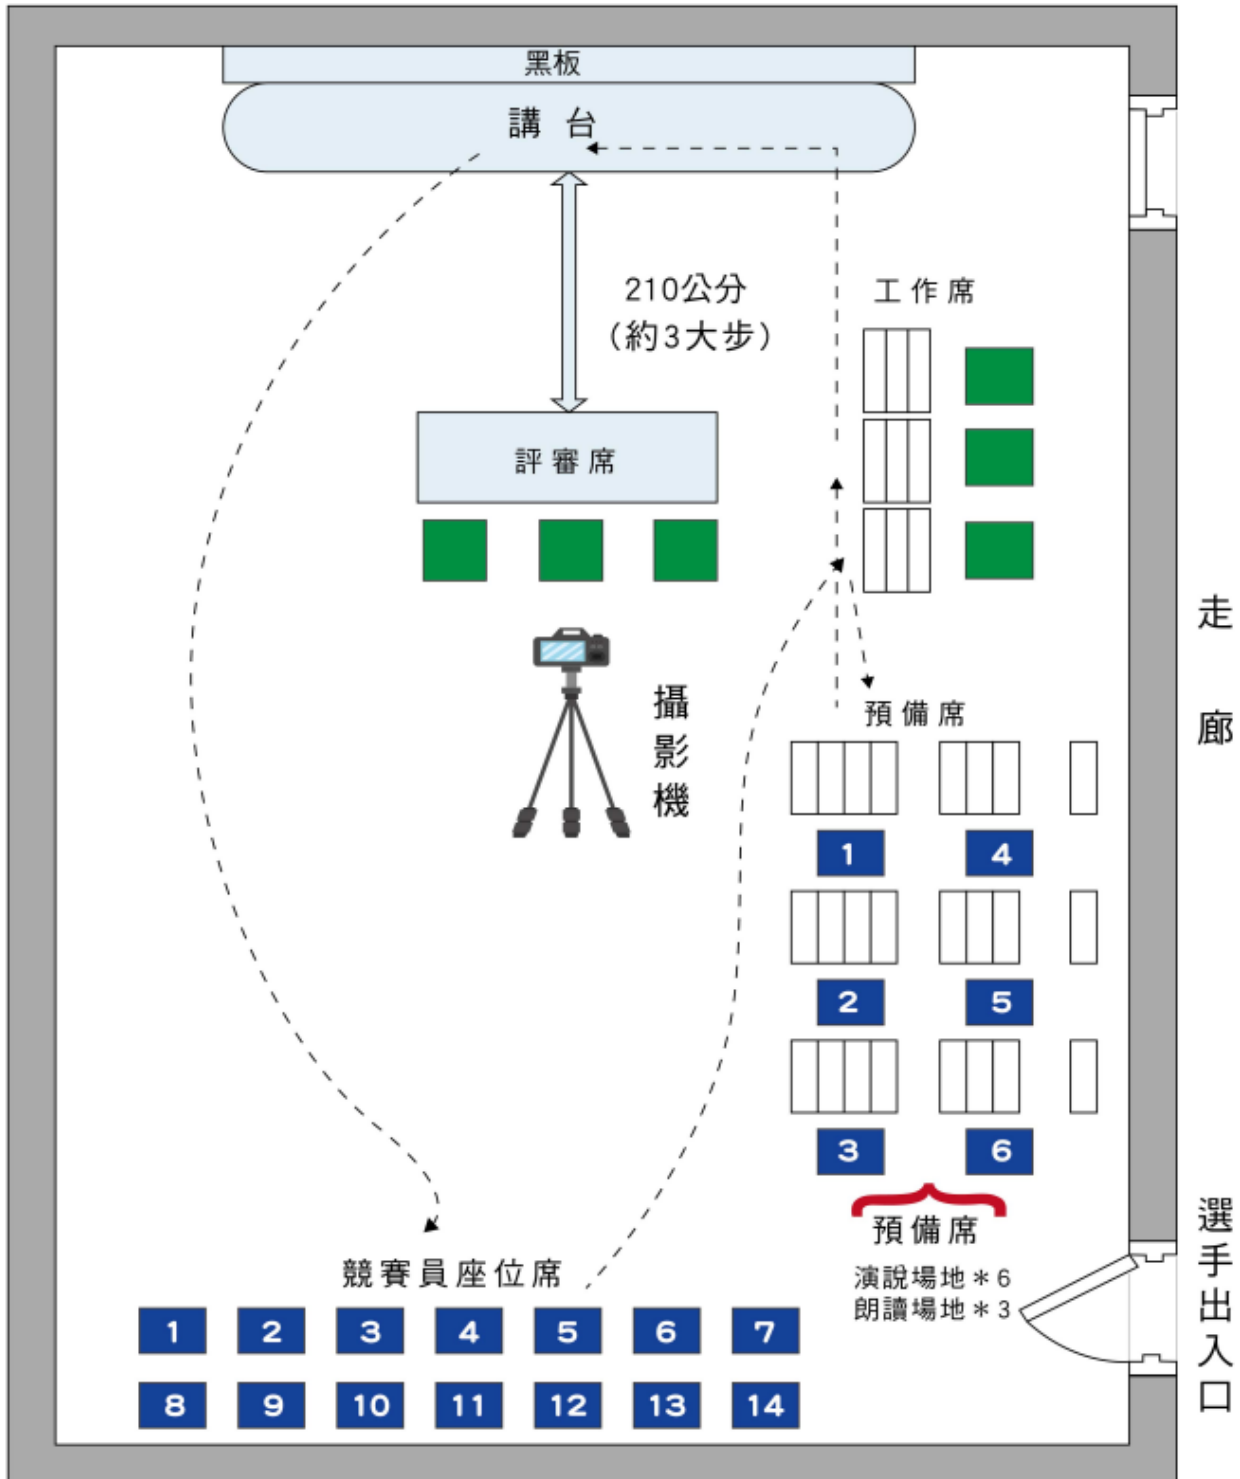 黑板
講台
210公分
（約3大步）
工作席
評審席
攝影機
預備席
1
4
2
5
3
6
預備席
演說場地＊6
朗讀場地＊3
競賽員座位席
1 2 3 4 5 6 7
8 9 10 11 12 13 14
走廊
選手出入口